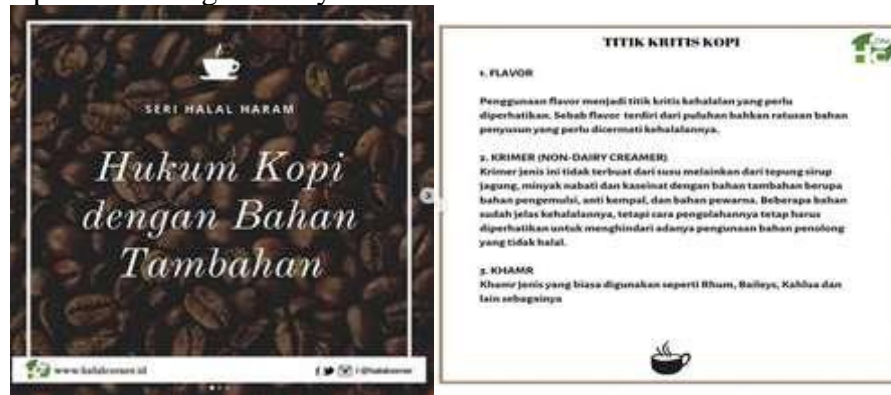 SERI HALAL HARAM
Hukum Kopi
dengan Bahan
Tambahan
www.halalcorner.id
TITIK KRITIS KOPI
1. FLAVOR
Penggunaan flavor menjadi titik kritis kehalalan yang perlu
diperhatikan. Sebab flavor terdiri dari puluhan bahkan ratusan bahan
penyusun yang perlu dicermati kehalalannya.
2. KRIMER (NON-DAIRY CREAMER)
Krimer jenis ini tidak terbuat dari susu melainkan dari tepung sirup
jagung, minyak nabati dan kaseinat dengan bahan tambahan berupa
bahan pengemulsi, anti kempal, dan bahan pewarna. Beberapa bahan
sudah jelas kehalalannya, tetapi cara pengolahannya tetap harus
diperhatikan untuk menghindari adanya pengunaan bahan penolong
yang tidak halal.
3. KHAMR
Khamr jenis yang biasa digunakan seperti Rhum, Baileys, Kahlua dan
lain sebagainya